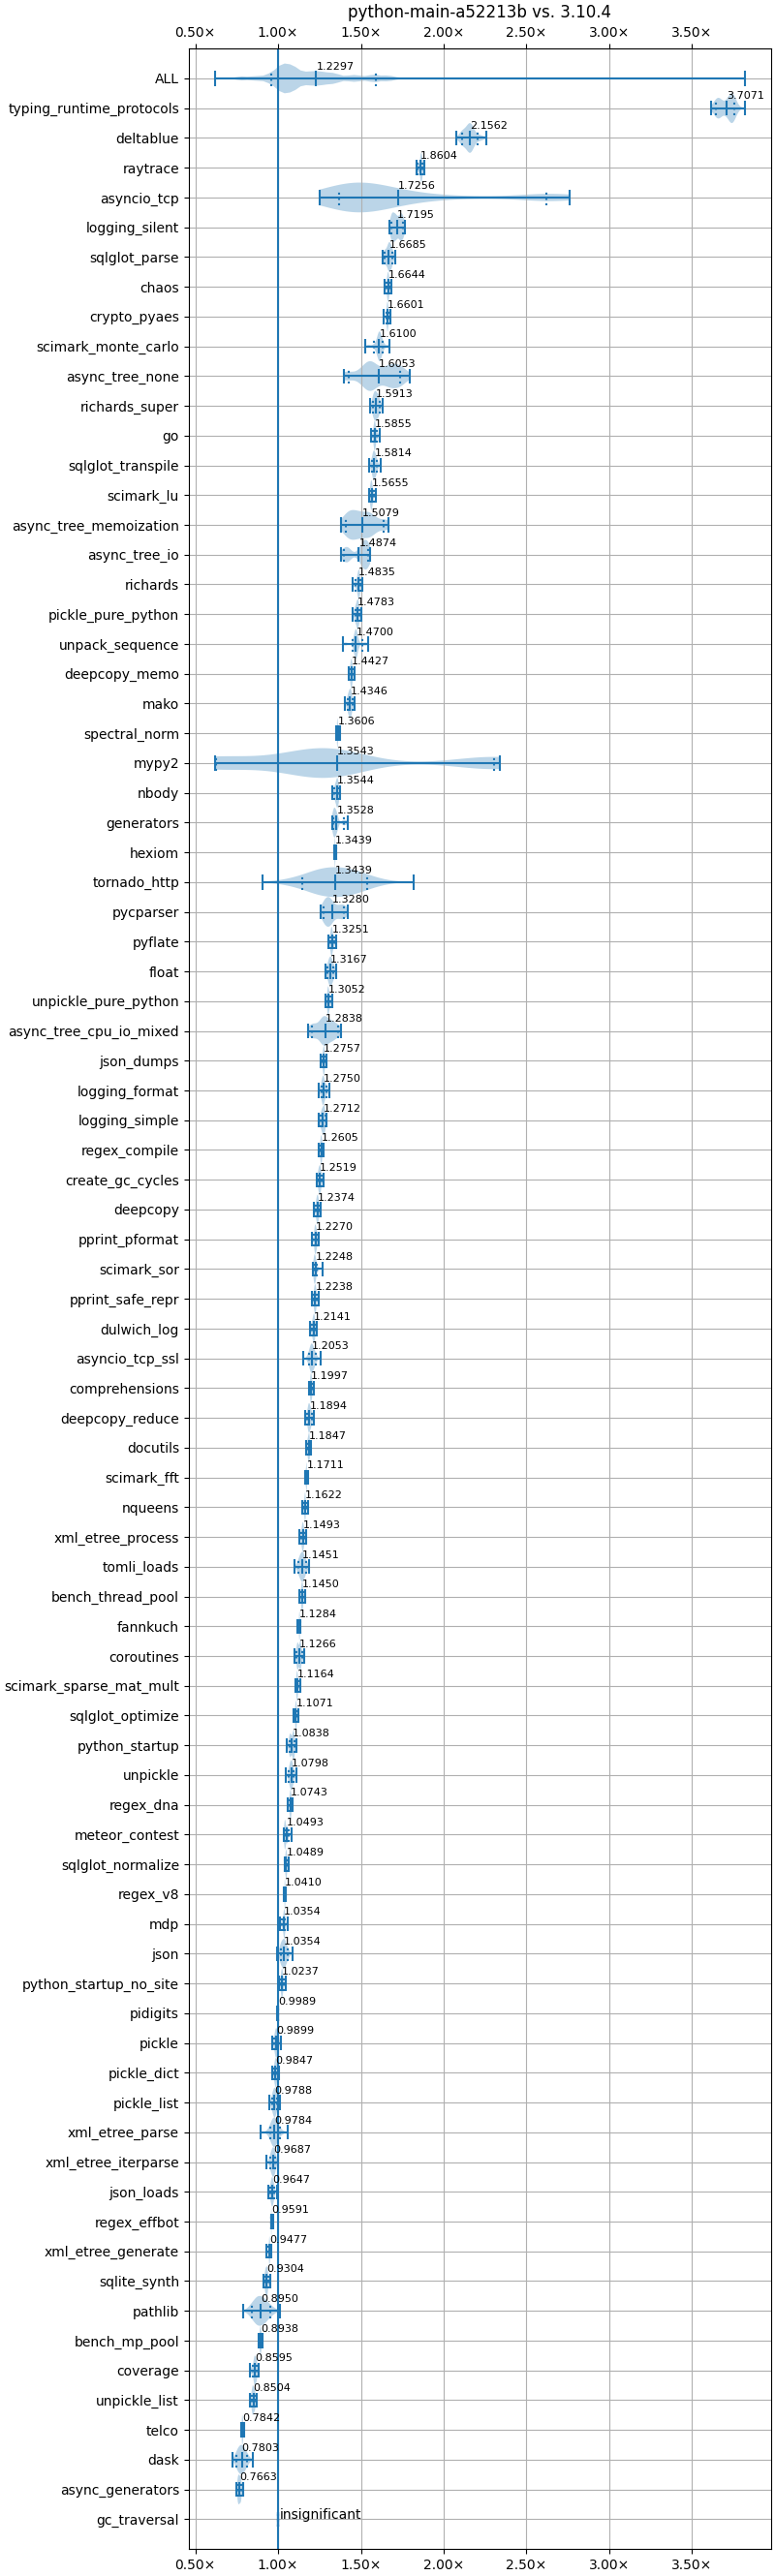 python-main-a52213b vs. 3.10.4
0.50× 1.00× 1.50× 2.00× 2.50× 3.00× 3.50×
ALL 1.2297
typing_runtime_protocols 3.7071
deltablue 2.1562
raytrace 1.8604
asyncio_tcp 1.7256
logging_silent 1.7195
sqlglot_parse 1.6685
chaos 1.6644
crypto_pyaes 1.6601
scimark_monte_carlo 1.6100
async_tree_none 1.6053
richards_super 1.5913
go 1.5855
sqlglot_transpile 1.5814
scimark_lu 1.5655
async_tree_memoization 1.5079
async_tree_io 1.4874
richards 1.4835
pickle_pure_python 1.4783
unpack_sequence 1.4700
deepcopy_memo 1.4427
mako 1.4346
spectral_norm 1.3606
mypy2 1.3543
nbody 1.3544
generators 1.3528
hexiom 1.3439
tornado_http 1.3439
pycparser 1.3280
pyflate 1.3251
float 1.3167
unpickle_pure_python 1.3052
async_tree_cpu_io_mixed 1.2838
json_dumps 1.2757
logging_format 1.2750
logging_simple 1.2712
regex_compile 1.2605
create_gc_cycles 1.2519
deepcopy 1.2374
pprint_pformat 1.2270
scimark_sor 1.2248
pprint_safe_repr 1.2238
dulwich_log 1.2141
asyncio_tcp_ssl 1.2053
comprehensions 1.1997
deepcopy_reduce 1.1894
docutils 1.1847
scimark_fft 1.1711
nqueens 1.1622
xml_etree_process 1.1493
tomli_loads 1.1451
bench_thread_pool 1.1450
fannkuch 1.1284
coroutines 1.1266
scimark_sparse_mat_mult 1.1164
sqlglot_optimize 1.1071
python_startup 1.0838
unpickle 1.0798
regex_dna 1.0743
meteor_contest 1.0493
sqlglot_normalize 1.0489
regex_v8 1.0410
mdp 1.0354
json 1.0354
python_startup_no_site 1.0237
pidigits 0.9989
pickle 0.9899
pickle_dict 0.9847
pickle_list 0.9788
xml_etree_parse 0.9784
xml_etree_iterparse 0.9687
json_loads 0.9647
regex_effbot 0.9591
xml_etree_generate 0.9477
sqlite_synth 0.9304
pathlib 0.8950
bench_mp_pool 0.8938
coverage 0.8595
unpickle_list 0.8504
telco 0.7842
dask 0.7803
async_generators 0.7663
gc_traversal insignificant
0.50× 1.00× 1.50× 2.00× 2.50× 3.00× 3.50×